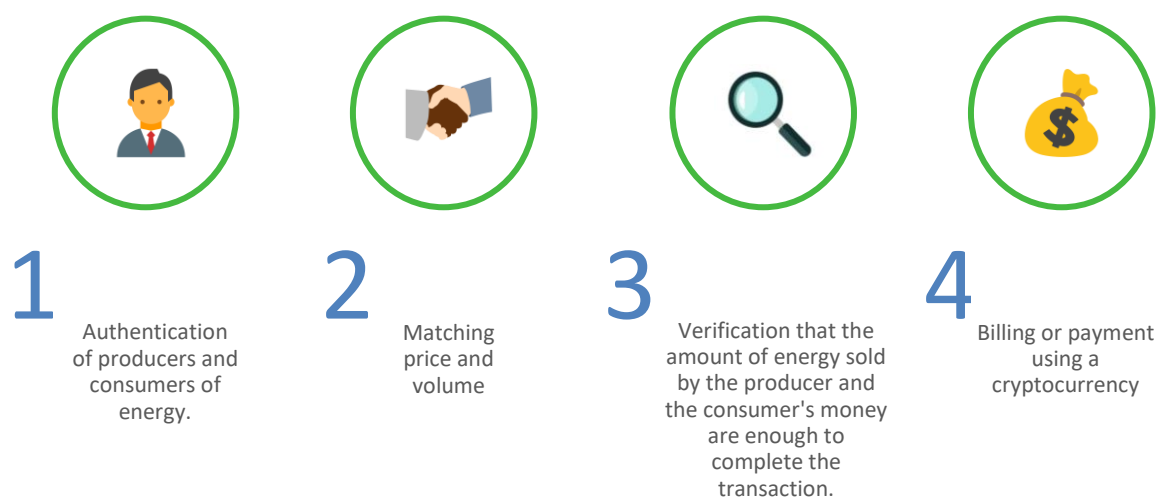 1
Authentication
of producers and
consumers of
energy.
2
Matching
price and
volume
3
Verification that the
amount of energy sold
by the producer and
the consumer's money
are enough to
complete the
transaction.
4
Billing or payment
using a
cryptocurrency
$